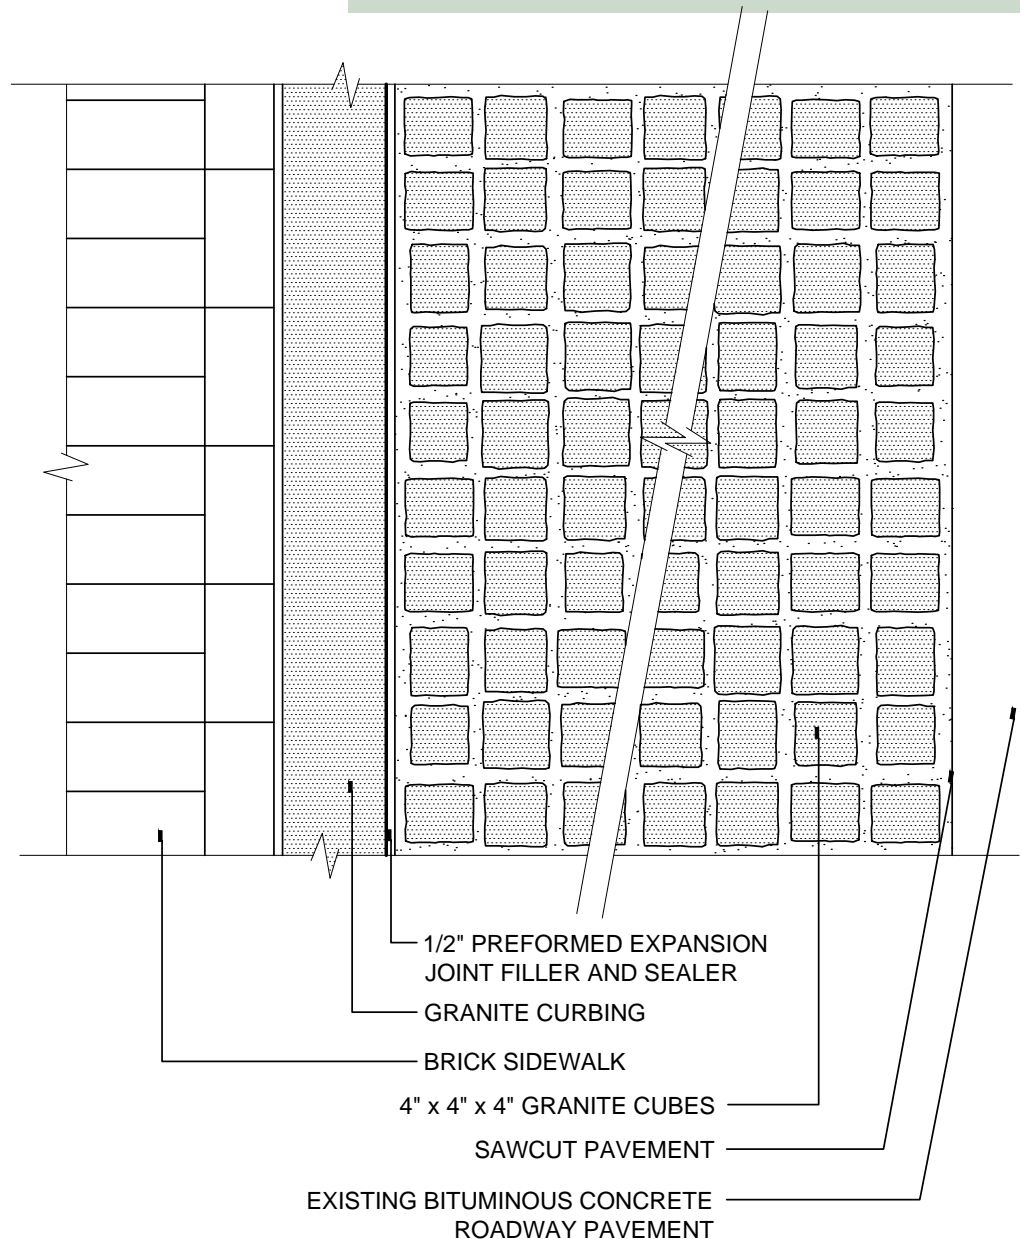 1/2" PREFORMED EXPANSION
JOINT FILLER AND SEALER
GRANITE CURBING
BRICK SIDEWALK
4" x 4" x 4" GRANITE CUBES
SAWCUT PAVEMENT
EXISTING BITUMINOUS CONCRETE
ROADWAY PAVEMENT